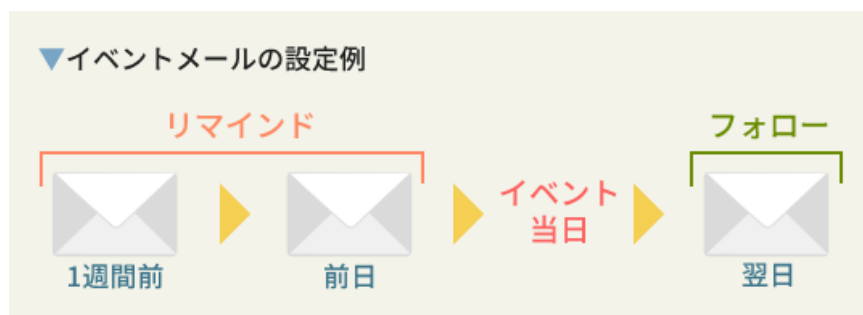 ▼イベントメールの設定例
リマインド
フォロー
イベント
当日
1週間前
前日
翌日